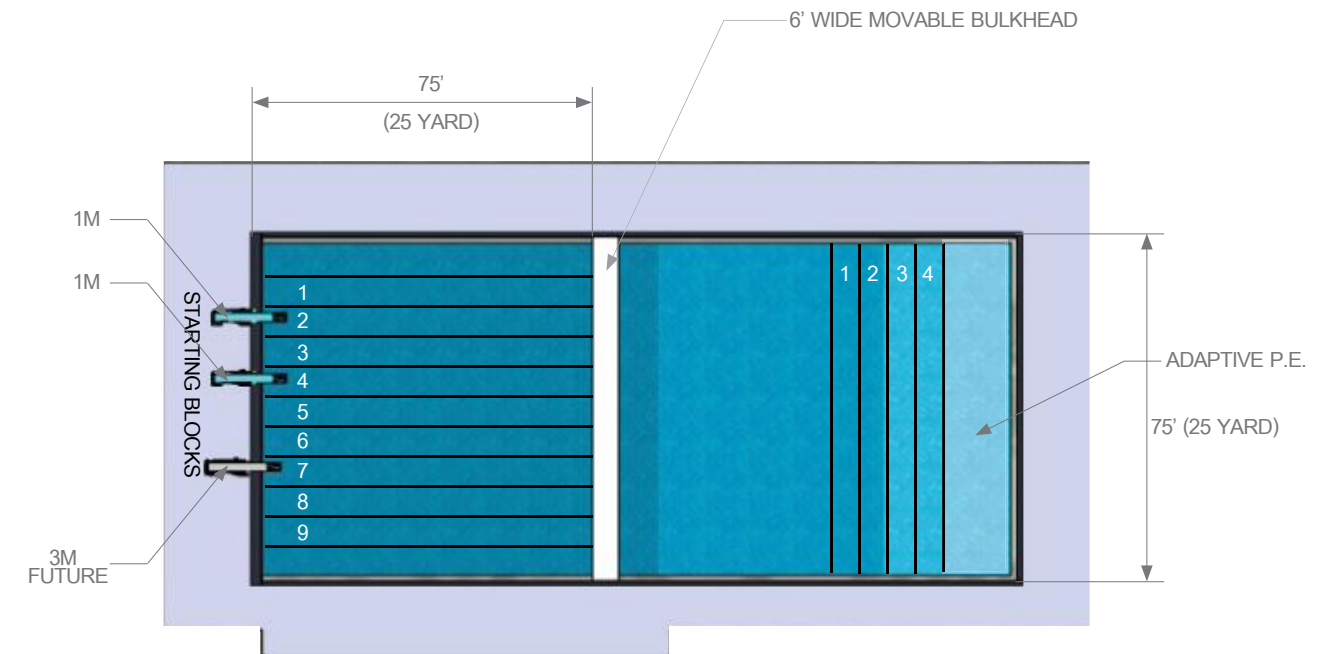 6' WIDE MOVABLE BULKHEAD
75'
(25 YARD)
1M
1M
STARTING BLOCKS
3M
FUTURE
1
2
3
4
5
6
7
8
9
1 2 3 4
ADAPTIVE P.E.
75' (25 YARD)